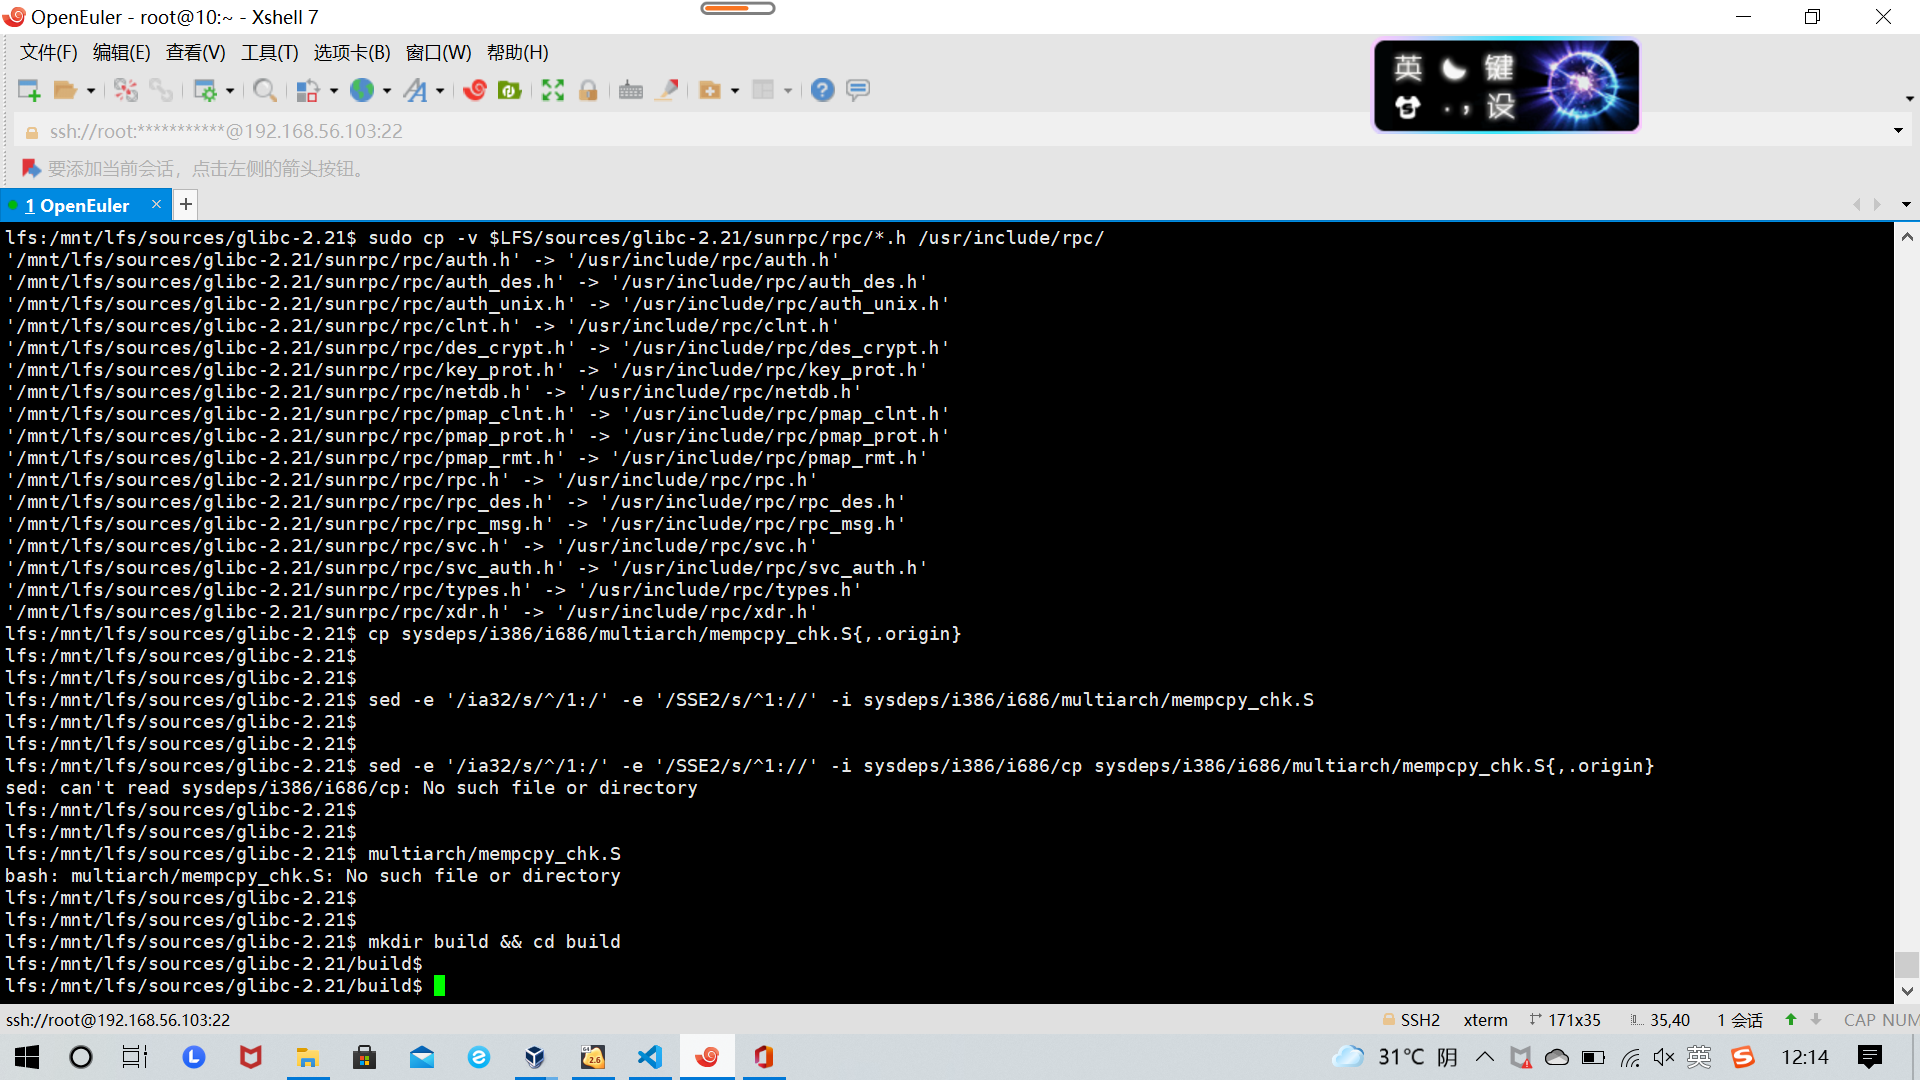 OpenEuler - root@10:~ - Xshell 7
文件(F) 编辑(E) 查看(V) 工具(T) 选项卡(B) 窗口(W) 帮助(H)
英 键
. , 设
ssh://root:***********@192.168.56.103:22
要添加当前会话，点击左侧的箭头按钮。
1 OpenEuler
lfs:/mnt/lfs/sources/glibc-2.21$ sudo cp -v $LFS/sources/glibc-2.21/sunrpc/rpc/*.h /usr/include/rpc/
'/mnt/lfs/sources/glibc-2.21/sunrpc/rpc/auth.h' -> '/usr/include/rpc/auth.h'
'/mnt/lfs/sources/glibc-2.21/sunrpc/rpc/auth_des.h' -> '/usr/include/rpc/auth_des.h'
'/mnt/lfs/sources/glibc-2.21/sunrpc/rpc/auth_unix.h' -> '/usr/include/rpc/auth_unix.h'
'/mnt/lfs/sources/glibc-2.21/sunrpc/rpc/clnt.h' -> '/usr/include/rpc/clnt.h'
'/mnt/lfs/sources/glibc-2.21/sunrpc/rpc/des_crypt.h' -> '/usr/include/rpc/des_crypt.h'
'/mnt/lfs/sources/glibc-2.21/sunrpc/rpc/key_prot.h' -> '/usr/include/rpc/key_prot.h'
'/mnt/lfs/sources/glibc-2.21/sunrpc/rpc/netdb.h' -> '/usr/include/rpc/netdb.h'
'/mnt/lfs/sources/glibc-2.21/sunrpc/rpc/pmap_clnt.h' -> '/usr/include/rpc/pmap_clnt.h'
'/mnt/lfs/sources/glibc-2.21/sunrpc/rpc/pmap_prot.h' -> '/usr/include/rpc/pmap_prot.h'
'/mnt/lfs/sources/glibc-2.21/sunrpc/rpc/pmap_rmt.h' -> '/usr/include/rpc/pmap_rmt.h'
'/mnt/lfs/sources/glibc-2.21/sunrpc/rpc/rpc.h' -> '/usr/include/rpc/rpc.h'
'/mnt/lfs/sources/glibc-2.21/sunrpc/rpc/rpc_des.h' -> '/usr/include/rpc/rpc_des.h'
'/mnt/lfs/sources/glibc-2.21/sunrpc/rpc/rpc_msg.h' -> '/usr/include/rpc/rpc_msg.h'
'/mnt/lfs/sources/glibc-2.21/sunrpc/rpc/svc.h' -> '/usr/include/rpc/svc.h'
'/mnt/lfs/sources/glibc-2.21/sunrpc/rpc/svc_auth.h' -> '/usr/include/rpc/svc_auth.h'
'/mnt/lfs/sources/glibc-2.21/sunrpc/rpc/types.h' -> '/usr/include/rpc/types.h'
'/mnt/lfs/sources/glibc-2.21/sunrpc/rpc/xdr.h' -> '/usr/include/rpc/xdr.h'
lfs:/mnt/lfs/sources/glibc-2.21$ cp sysdeps/i386/i686/multiarch/mempcpy_chk.S{,.origin}
lfs:/mnt/lfs/sources/glibc-2.21$
lfs:/mnt/lfs/sources/glibc-2.21$
lfs:/mnt/lfs/sources/glibc-2.21$ sed -e '/ia32/s/^/1:/' -e '/SSE2/s/^1://' -i sysdeps/i386/i686/multiarch/mempcpy_chk.S
lfs:/mnt/lfs/sources/glibc-2.21$
lfs:/mnt/lfs/sources/glibc-2.21$
lfs:/mnt/lfs/sources/glibc-2.21$ sed -e '/ia32/s/^/1:/' -e '/SSE2/s/^1://' -i sysdeps/i386/i686/cp sysdeps/i386/i686/multiarch/mempcpy_chk.S{,.origin}
sed: can't read sysdeps/i386/i686/cp: No such file or directory
lfs:/mnt/lfs/sources/glibc-2.21$
lfs:/mnt/lfs/sources/glibc-2.21$
lfs:/mnt/lfs/sources/glibc-2.21$ multiarch/mempcpy_chk.S
bash: multiarch/mempcpy_chk.S: No such file or directory
lfs:/mnt/lfs/sources/glibc-2.21$
lfs:/mnt/lfs/sources/glibc-2.21$
lfs:/mnt/lfs/sources/glibc-2.21$ mkdir build && cd build
lfs:/mnt/lfs/sources/glibc-2.21/build$
lfs:/mnt/lfs/sources/glibc-2.21/build$
ssh://root@192.168.56.103:22 SSH2 xterm 171x35 35,40 1 会话 CAP NUM
31℃ 阴 英 12:14